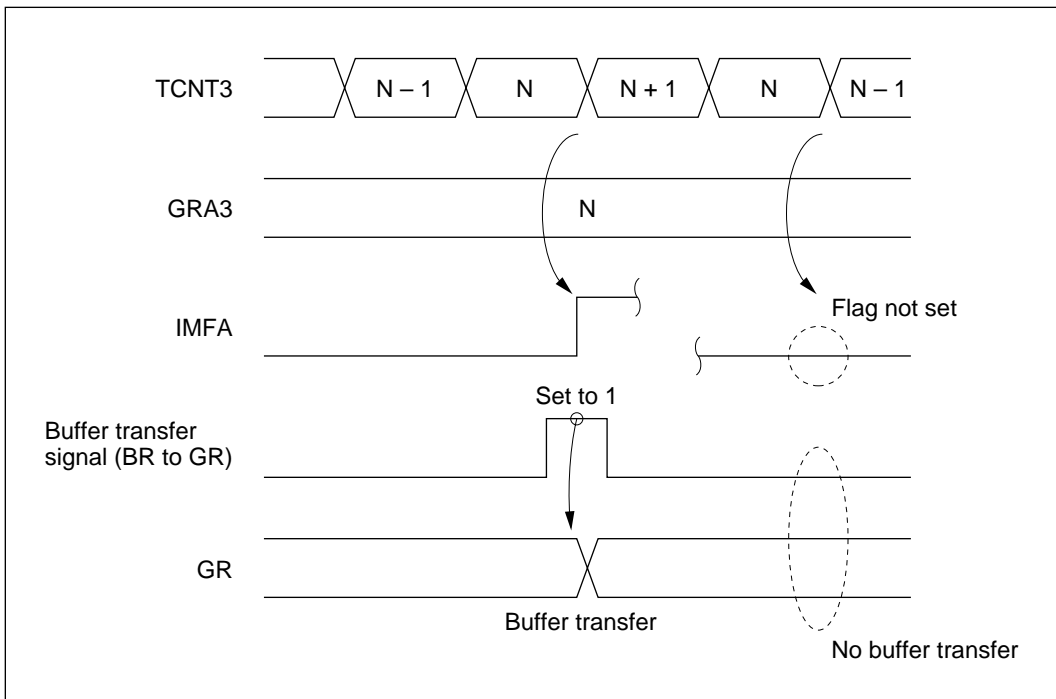 TCNT3
N – 1
N
N + 1
N
N – 1
GRA3
N
IMFA
Flag not set
Set to 1
Buffer transfer
signal (BR to GR)
GR
Buffer transfer
No buffer transfer